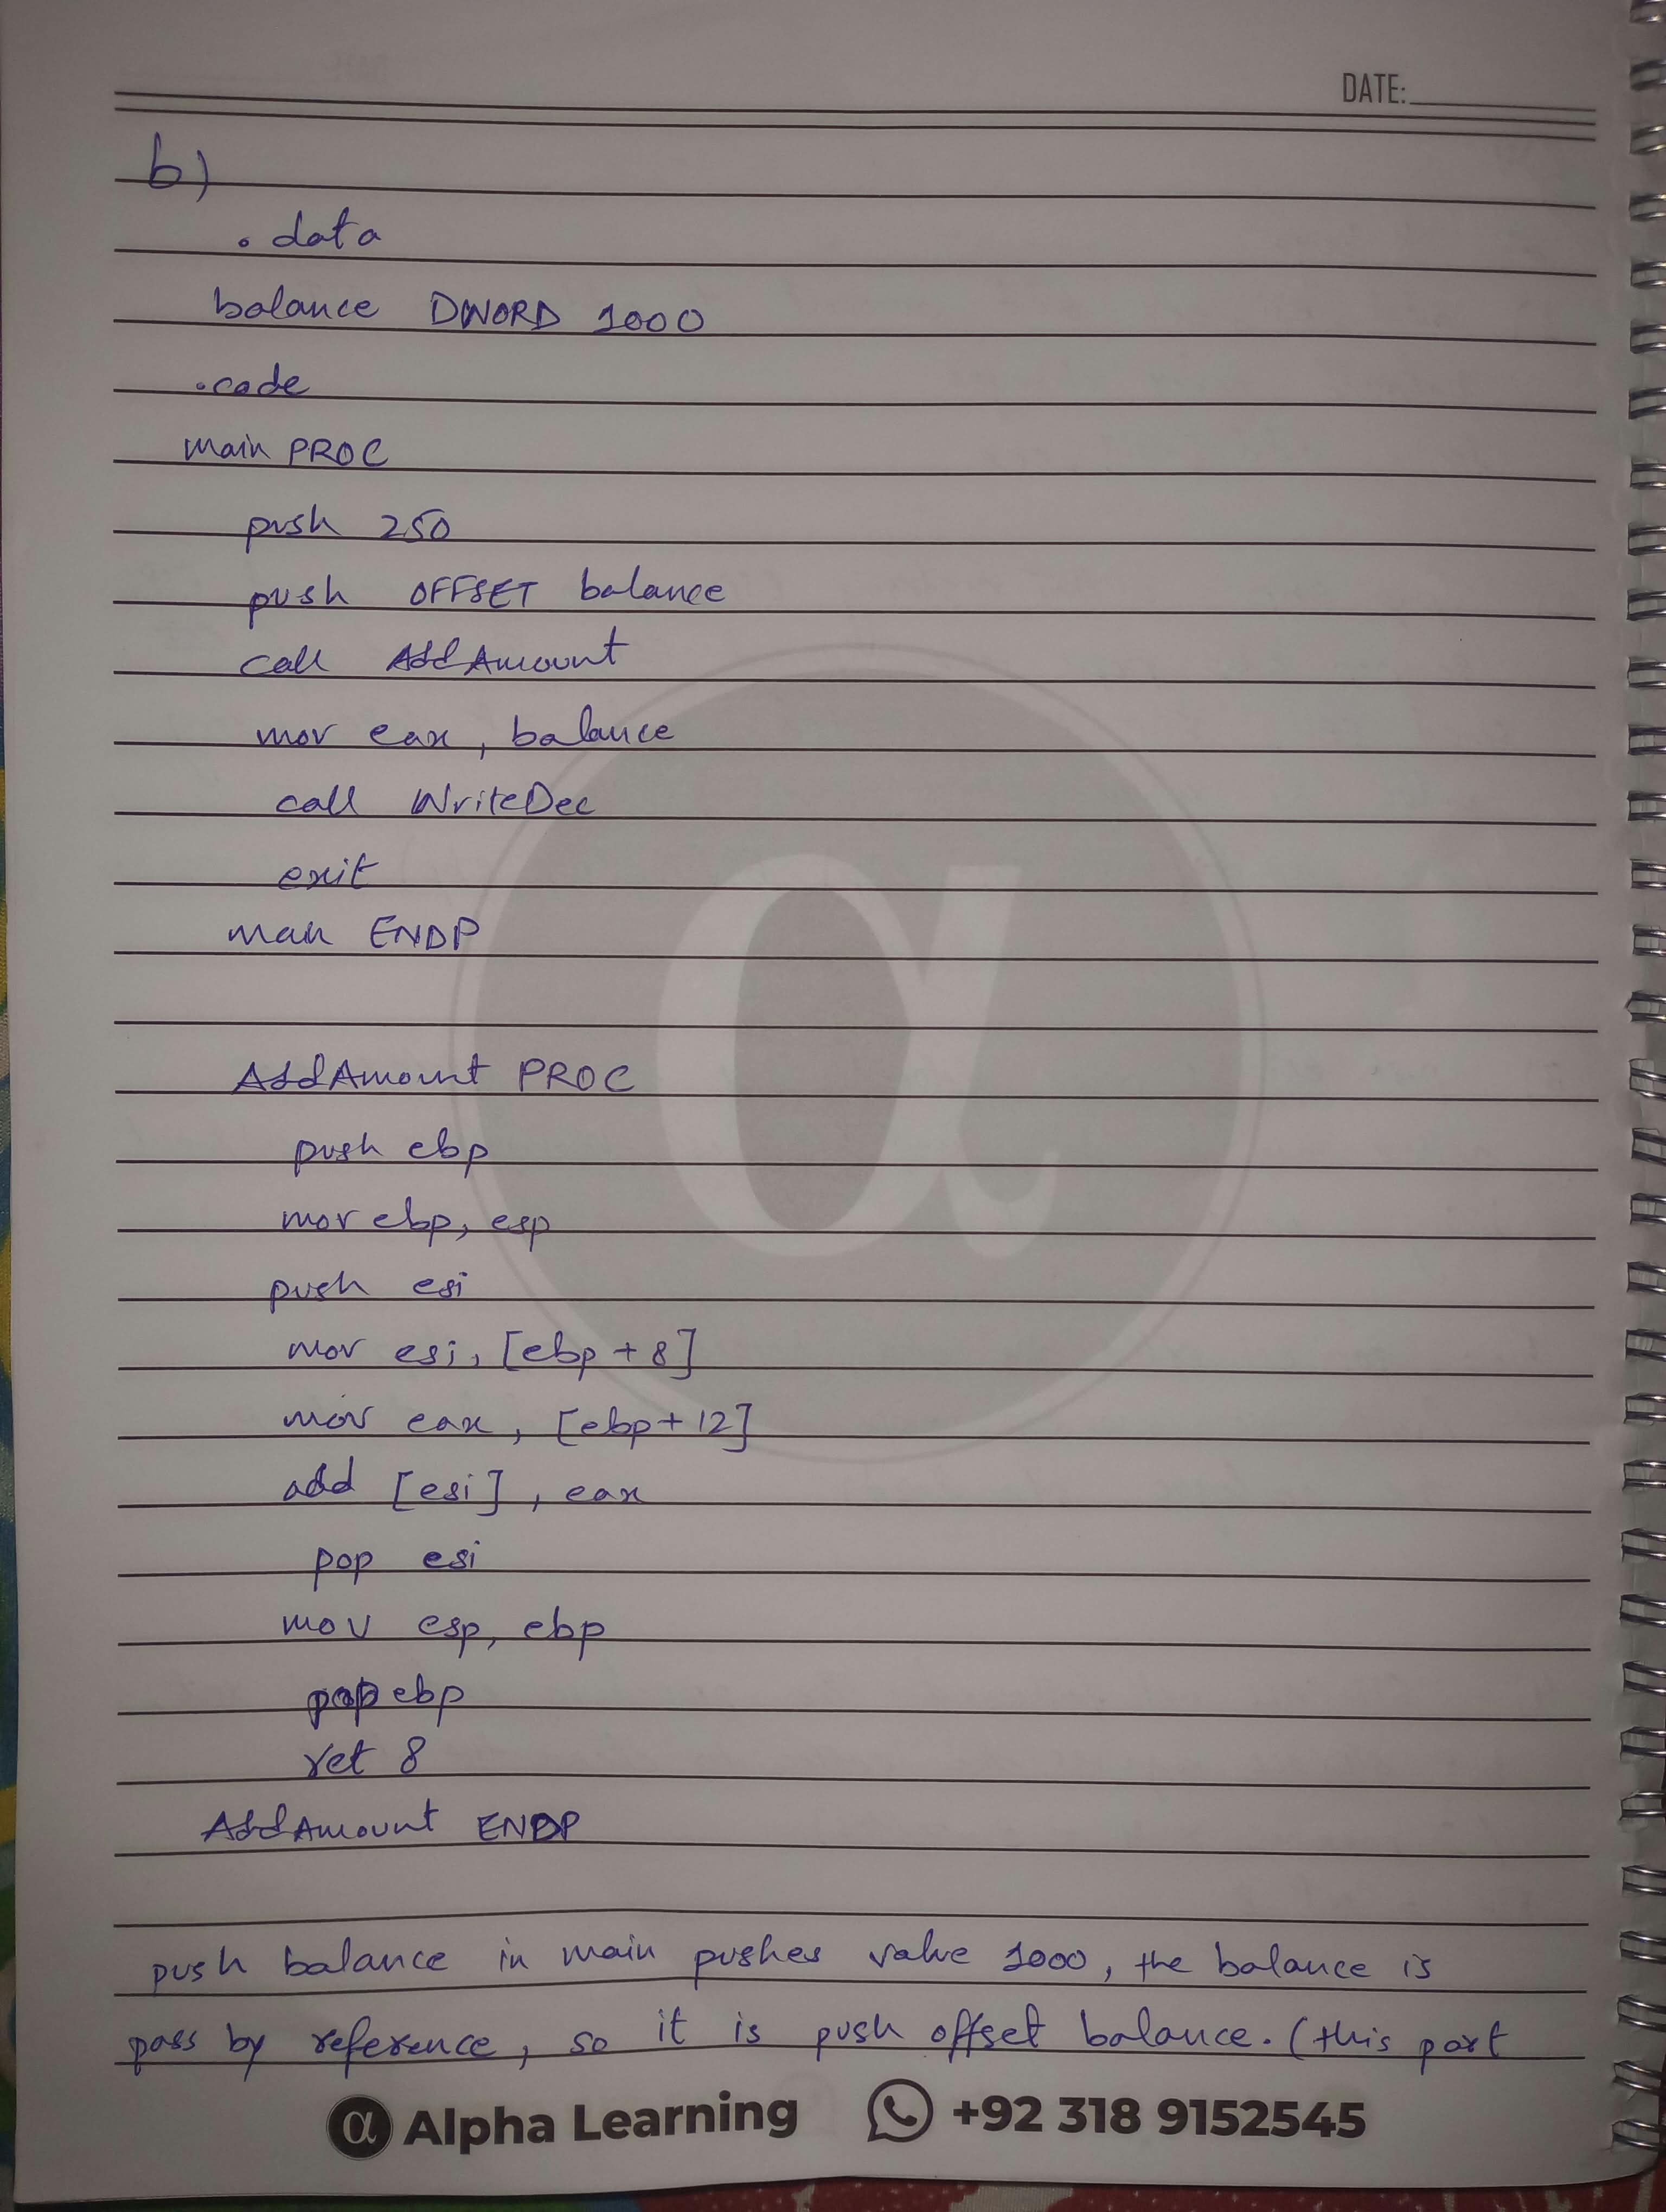 DATE:
b)
.data
balance DWORD 1000
.code
main PROC
push 250
push OFFSET balance
call AddAmount
mov eax, balance
call WriteDec
exit
main ENDP
AddAmount PROC
push ebp
mov ebp, esp
push esi
mov esi, [ebp + 8]
mov eax, [ebp + 12]
add [esi], eax
pop esi
mov esp, ebp
pop ebp
ret 8
AddAmount ENDP
push balance in main pushes value 1000, the balance is
pass by reference, so it is push offset balance. (this part
α Alpha Learning +92 318 9152545